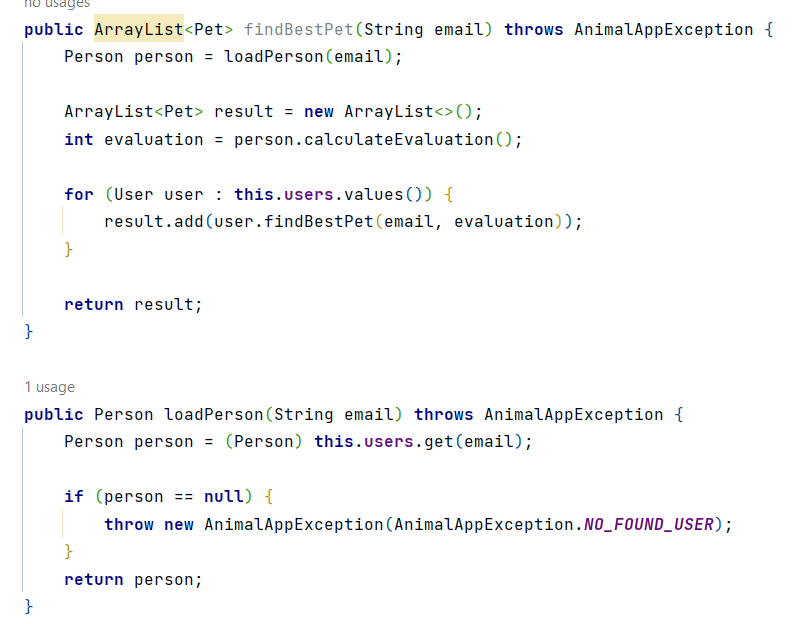 no usages
public ArrayList<Pet> findBestPet(String email) throws AnimalAppException {
    Person person = loadPerson(email);
    ArrayList<Pet> result = new ArrayList<>();
    int evaluation = person.calculateEvaluation();
    for (User user : this.users.values()) {
        result.add(user.findBestPet(email, evaluation));
    }
    return result;
}
1 usage
public Person loadPerson(String email) throws AnimalAppException {
    Person person = (Person) this.users.get(email);
    if (person == null) {
        throw new AnimalAppException(AnimalAppException.NO_FOUND_USER);
    }
    return person;
}